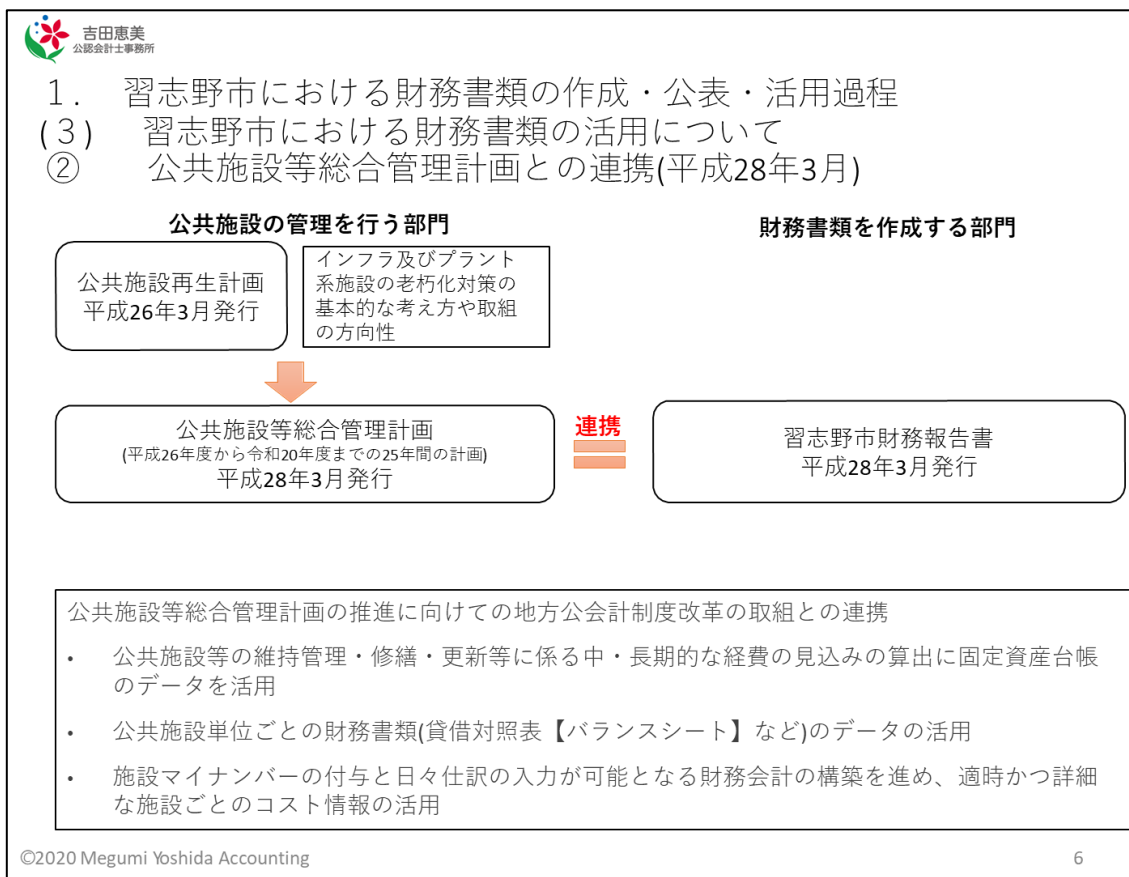 吉田恵美
公認会計士事務所
1. 習志野市における財務書類の作成・公表・活用過程
(3) 習志野市における財務書類の活用について
② 公共施設等総合管理計画との連携(平成28年3月)
公共施設の管理を行う部門
財務書類を作成する部門
公共施設再生計画
平成26年3月発行
インフラ及びプラント
系施設の老朽化対策の
基本的な考え方や取組
の方向性
公共施設等総合管理計画
(平成26年度から令和20年度までの25年間の計画)
平成28年3月発行
連携
習志野市財務報告書
平成28年3月発行
公共施設等総合管理計画の推進に向けての地方公会計制度改革の取組との連携
• 公共施設等の維持管理・修繕・更新等に係る中・長期的な経費の見込みの算出に固定資産台帳
のデータを活用
• 公共施設単位ごとの財務書類(貸借対照表【バランスシート】など)のデータの活用
• 施設マイナンバーの付与と日々仕訳の入力が可能となる財務会計の構築を進め、適時かつ詳細
な施設ごとのコスト情報の活用
©2020 Megumi Yoshida Accounting
6